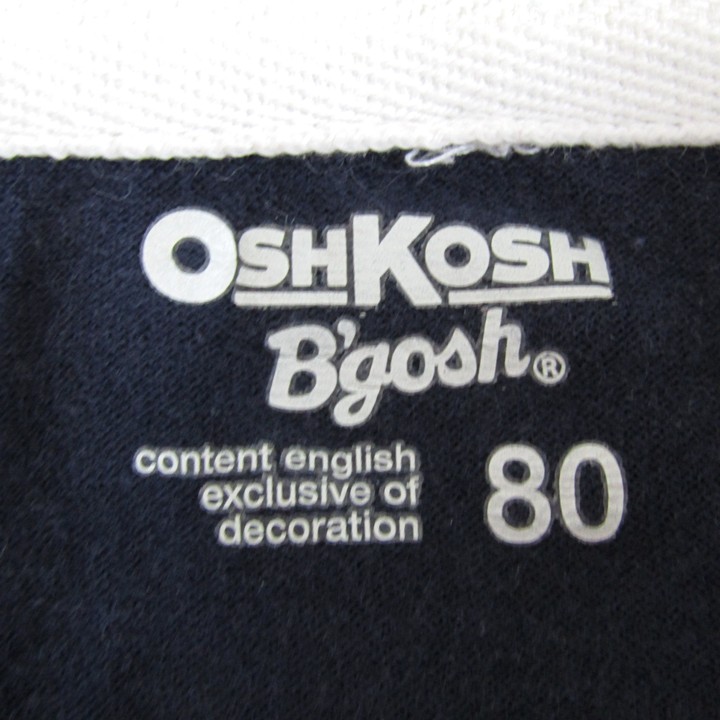 OSHKOSH
B'gosh®
content english
exclusive of
decoration
80